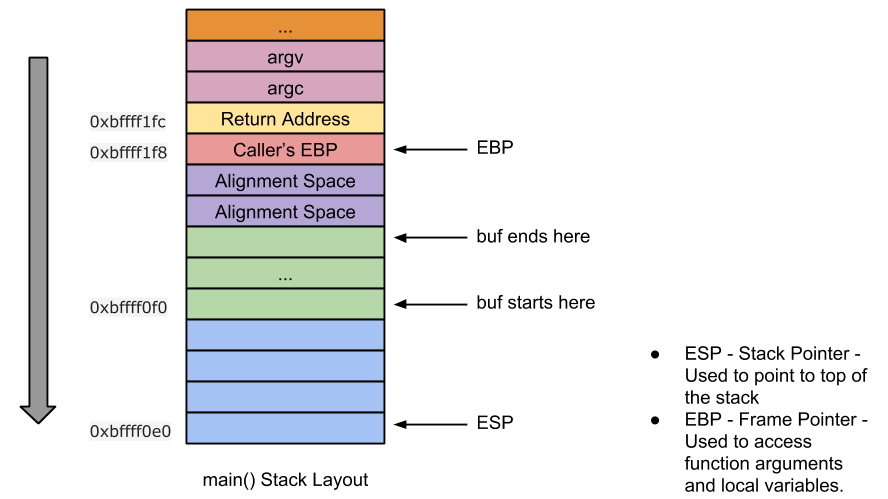 ...
argv
argc
0xbffff1fc Return Address
0xbffff1f8 Caller's EBP EBP
Alignment Space
Alignment Space
buf ends here
...
0xbffff0f0 buf starts here
0xbffff0e0 ESP
main() Stack Layout
● ESP - Stack Pointer -
Used to point to top of
the stack
● EBP - Frame Pointer -
Used to access
function arguments
and local variables.